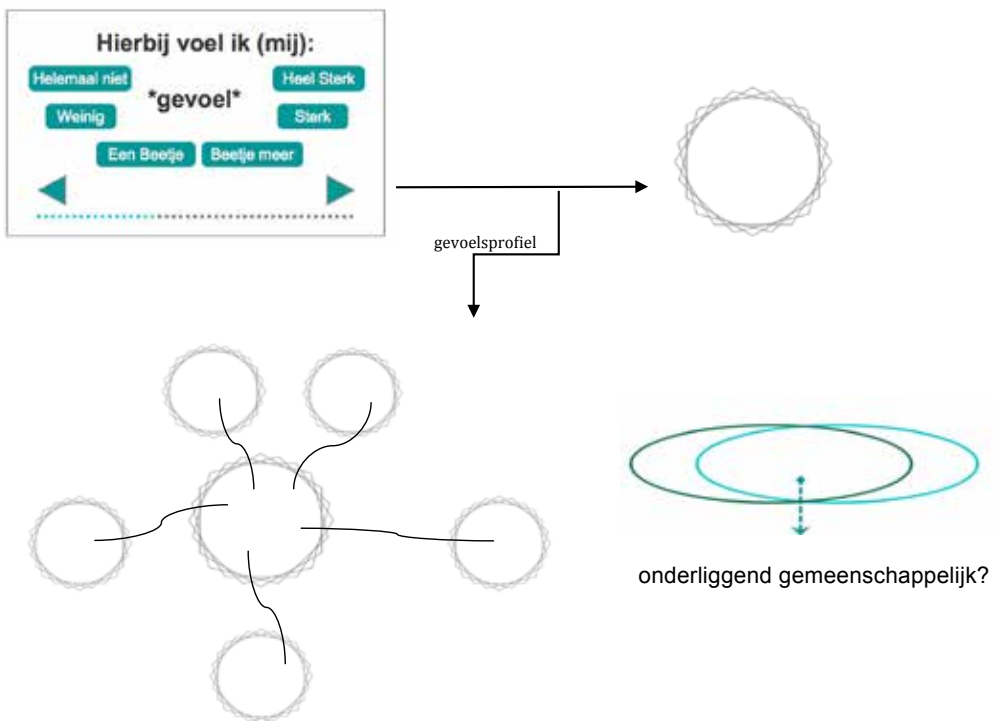 Hierbij voel ik (mij):
Helemaal niet
Heel Sterk
*gevoel*
Weinig
Sterk
Een Beetje
Beetje meer
gevoelsprofiel
onderliggend gemeenschappelijk?